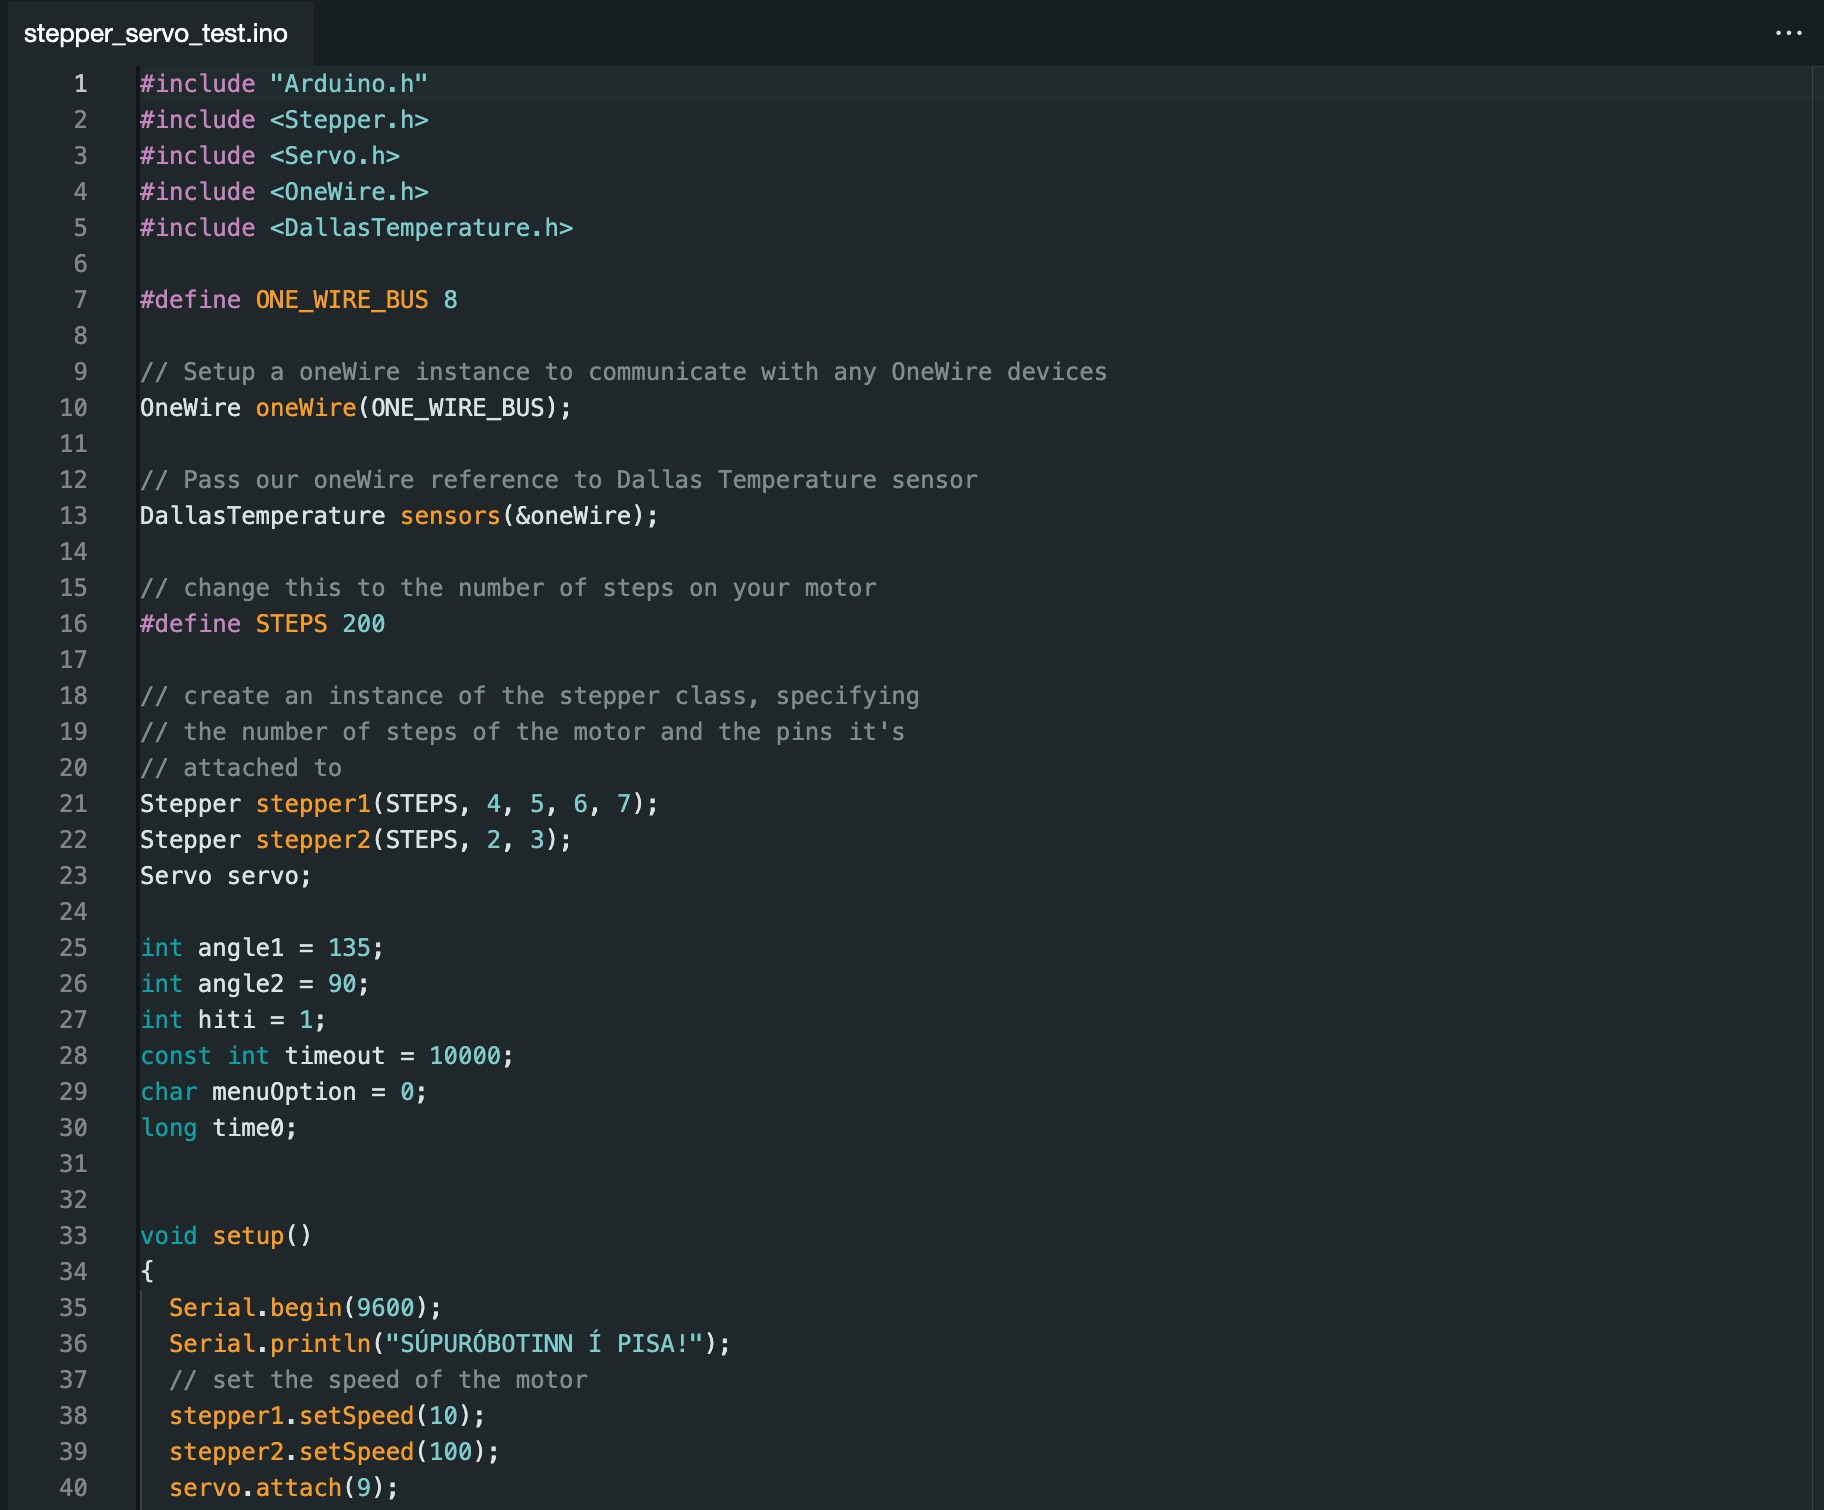 stepper_servo_test.ino
...
1 #include "Arduino.h"
2 #include <Stepper.h>
3 #include <Servo.h>
4 #include <OneWire.h>
5 #include <DallasTemperature.h>
6
7 #define ONE_WIRE_BUS 8
8
9 // Setup a oneWire instance to communicate with any OneWire devices
10 OneWire oneWire(ONE_WIRE_BUS);
11
12 // Pass our oneWire reference to Dallas Temperature sensor
13 DallasTemperature sensors(&oneWire);
14
15 // change this to the number of steps on your motor
16 #define STEPS 200
17
18 // create an instance of the stepper class, specifying
19 // the number of steps of the motor and the pins it's
20 // attached to
21 Stepper stepper1(STEPS, 4, 5, 6, 7);
22 Stepper stepper2(STEPS, 2, 3);
23 Servo servo;
24
25 int angle1 = 135;
26 int angle2 = 90;
27 int hiti = 1;
28 const int timeout = 10000;
29 char menuOption = 0;
30 long time0;
31
32
33 void setup()
34 {
35   Serial.begin(9600);
36   Serial.println("SÚPURÓBOTINN Í PISA!");
37   // set the speed of the motor
38   stepper1.setSpeed(10);
39   stepper2.setSpeed(100);
40   servo.attach(9);